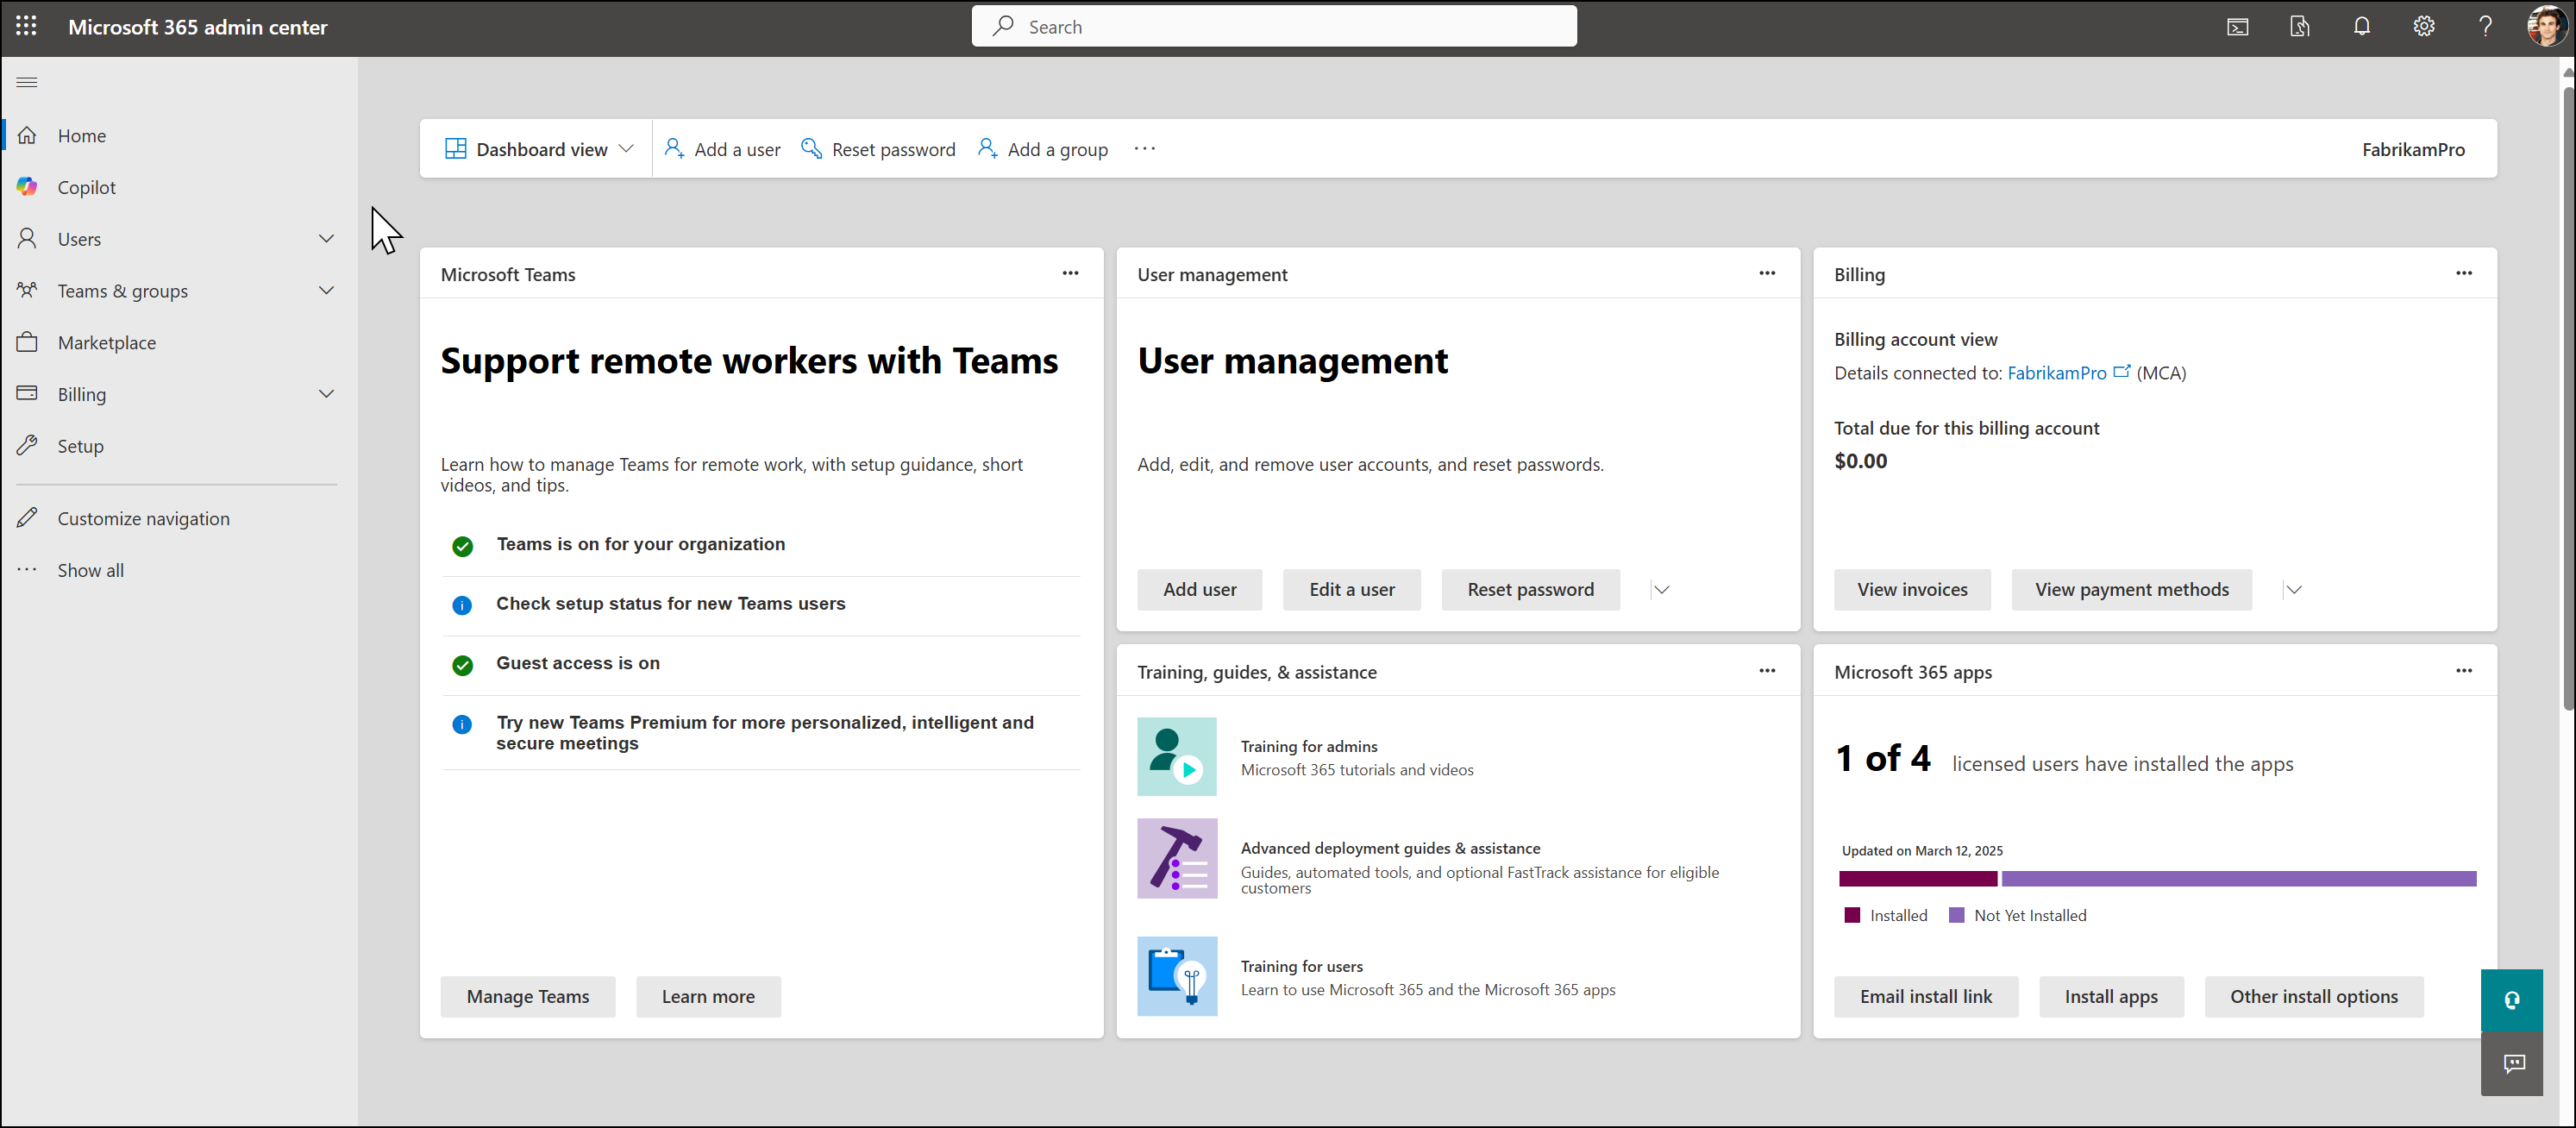 Microsoft 365 admin center
Search
Home
Copilot
Users
Teams & groups
Marketplace
Billing
Setup
Customize navigation
Show all
Dashboard view
Add a user
Reset password
Add a group
FabrikamPro
Microsoft Teams
Support remote workers with Teams
Learn how to manage Teams for remote work, with setup guidance, short
videos, and tips.
Teams is on for your organization
Check setup status for new Teams users
Guest access is on
Try new Teams Premium for more personalized, intelligent and
secure meetings
Manage Teams
Learn more
User management
User management
Add, edit, and remove user accounts, and reset passwords.
Add user
Edit a user
Reset password
Billing
Billing account view
Details connected to: FabrikamPro (MCA)
Total due for this billing account
$0.00
View invoices
View payment methods
Training, guides, & assistance
Training for admins
Microsoft 365 tutorials and videos
Advanced deployment guides & assistance
Guides, automated tools, and optional FastTrack assistance for eligible
customers
Training for users
Learn to use Microsoft 365 and the Microsoft 365 apps
Microsoft 365 apps
1 of 4 licensed users have installed the apps
Updated on March 12, 2025
Installed
Not Yet Installed
Email install link
Install apps
Other install options